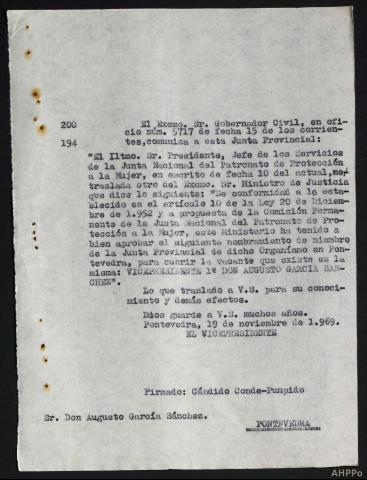 200
194
El Excmo. Sr. Gobernador Civil, en ofi-
cio núm. 5717 de fecha 15 de los corrien-
tes,comunica a esta Junta Provincial:
"El Iltmo. Sr. Presidente, Jefe de los Servicios
de la Junta Nacional del Patronato de Protección
a la Mujer, en escrito de fecha 10 del actual,me/
traslada otro del Excmo. Sr. Ministro de Justicia
que dice lo siguiente: "De conformidad a lo esta-
blecido en el artículo 10 de la Ley 20 de Diciem-
bre de 1.952 y a propuesta de la Comisión Perma-
nente de la Junta Nacional del Patronato de Pro-
tección a la Mujer, este Ministerio ha tenido a
bien aprobar el siguiente nombramiento de miembro
de la Junta Provincial de dicho Organismo en Pon-
tevedra, para cubrir la vacante que existe en la
misma: VICEPRESIDENTE 1º DON AUGUSTO GARCIA SAN-
CHEZ".
Lo que traslado a V.S. para su conoci-
miento y demás efectos.
Dios guarde a V.S. muchos años.
Pontevedra, 19 de noviembre de 1.969.
EL VICEPRESIDENTE
Firmado: Cándido Conde-Pumpido
Sr. Don Augusto García Sánchez.
PONTEVEDRA
AHPPo